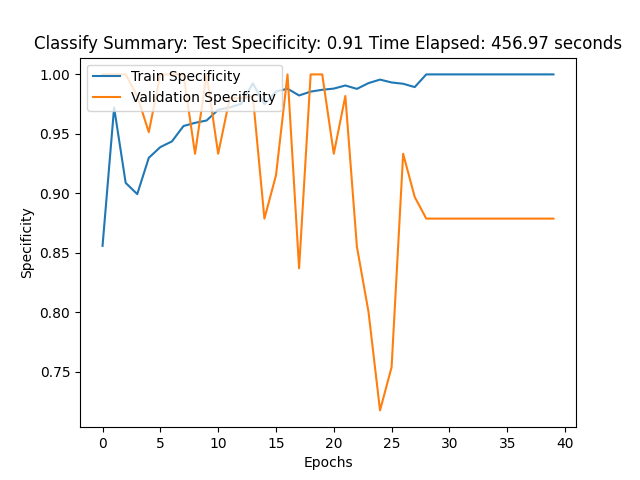 Classify Summary: Test Specificity: 0.91 Time Elapsed: 456.97 seconds
Train Specificity
Validation Specificity
1.00
0.95
0.90
0.85
0.80
0.75
Specificity
0 5 10 15 20 25 30 35 40
Epochs